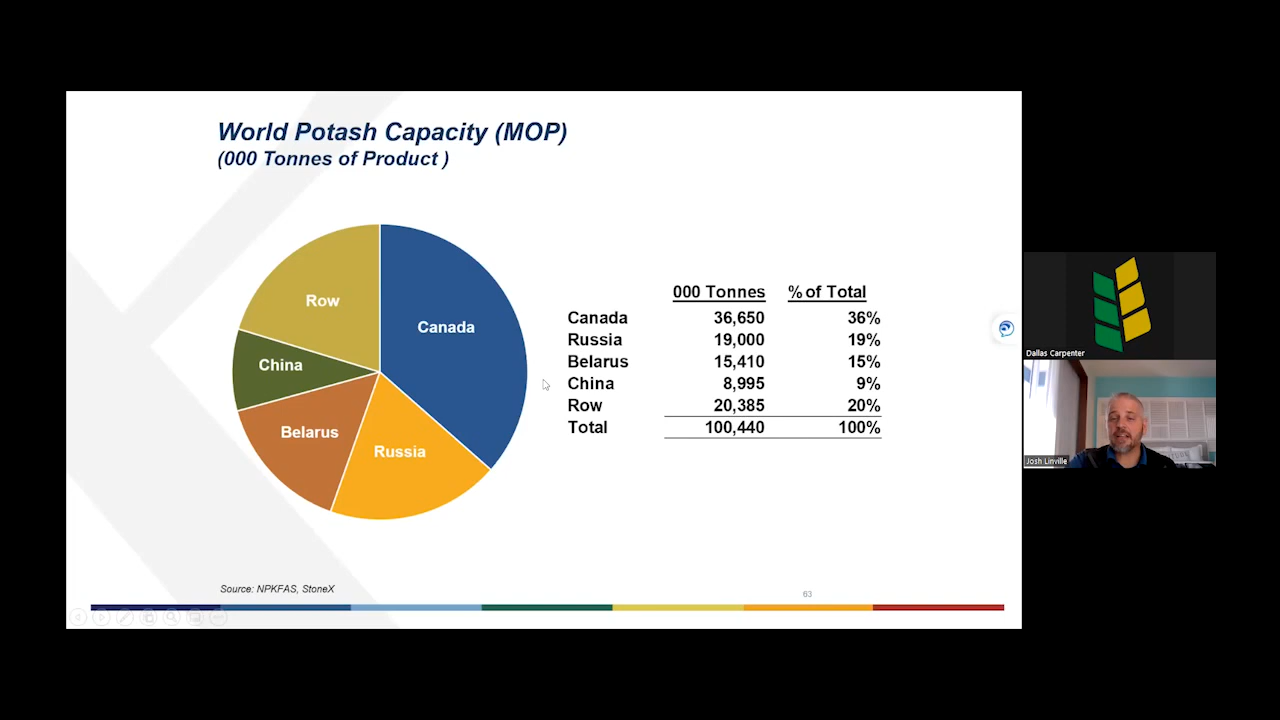 World Potash Capacity (MOP)
(000 Tonnes of Product )
Row
Canada
China
Belarus
Russia
000 Tonnes % of Total
Canada 36,650 36%
Russia 19,000 19%
Belarus 15,410 15%
China 8,995 9%
Row 20,385 20%
Total 100,440 100%
Source: NPKFAS, StoneX
63
Dallas Carpenter
Josh Linville